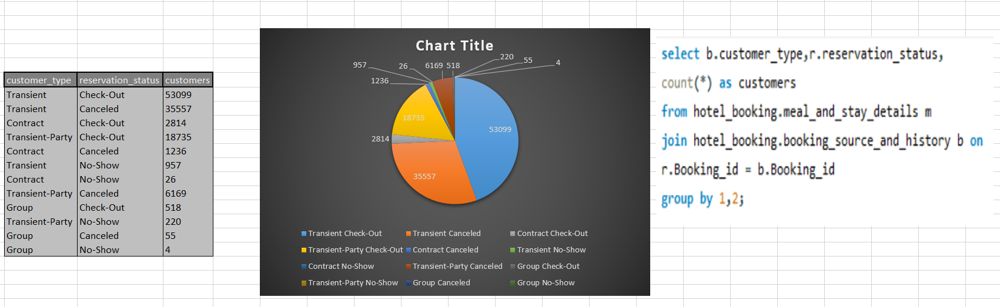 customer_type reservation_status customers
Transient Check-Out 53099
Transient Canceled 35557
Contract Check-Out 2814
Transient-Party Check-Out 18735
Contract Canceled 1236
Transient No-Show 957
Contract No-Show 26
Transient-Party Canceled 6169
Group Check-Out 518
Transient-Party No-Show 220
Group Canceled 55
Group No-Show 4
Chart Title
957 26 6169 518 220 55 4
1236
18735
53099
2814
35557
Transient Check-Out Transient Canceled Contract Check-Out
Transient-Party Check-Out Contract Canceled Transient No-Show
Contract No-Show Transient-Party Canceled Group Check-Out
Transient-Party No-Show Group Canceled Group No-Show
select b.customer_type,r.reservation_status,
count(*) as customers
from hotel_booking.meal_and_stay_details m
join hotel_booking.booking_source_and_history b on
r.Booking_id = b.Booking_id
group by 1,2;